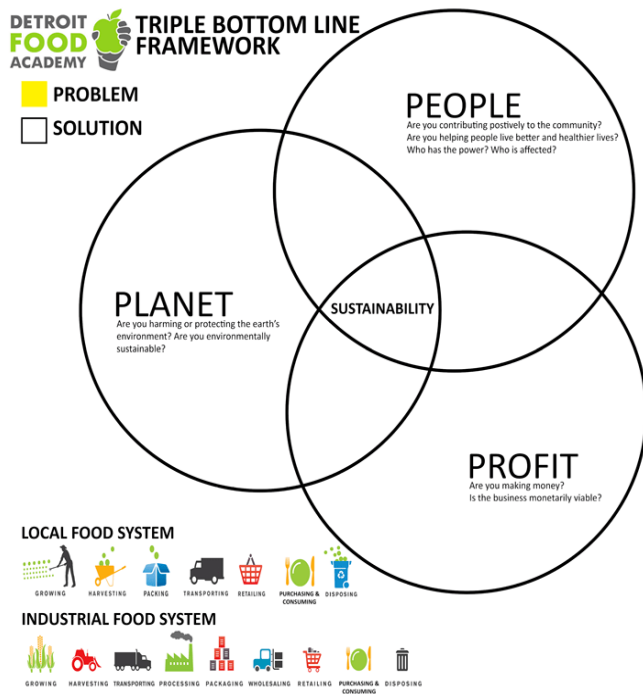 DETROIT
FOOD
ACADEMY
TRIPLE BOTTOM LINE
FRAMEWORK
PROBLEM
SOLUTION
PEOPLE
Are you contributing postively to the community?
Are you helping people live better and healthier lives?
Who has the power? Who is affected?
PLANET
Are you harming or protecting the earth's
environment? Are you environmentally
sustainable?
SUSTAINABILITY
PROFIT
Are you making money?
Is the business monetarily viable?
LOCAL FOOD SYSTEM
GROWING HARVESTING PACKING TRANSPORTING RETAILING PURCHASING & DISPOSING
CONSUMING
INDUSTRIAL FOOD SYSTEM
GROWING HARVESTING TRANSPORTING PROCESSING PACKAGING WHOLESALING RETAILING PURCHASING & DISPOSING
CONSUMING